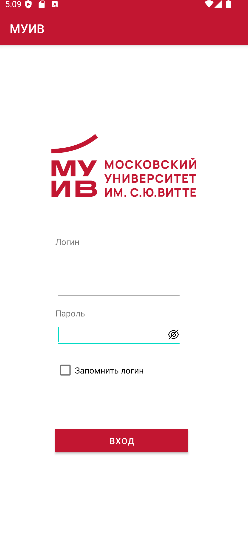 5:09
МУИВ
МУ
ИВ
МОСКОВСКИЙ
УНИВЕРСИТЕТ
ИМ. С.Ю.ВИТТЕ
Логин
Пароль
Запомнить логин
ВХОД